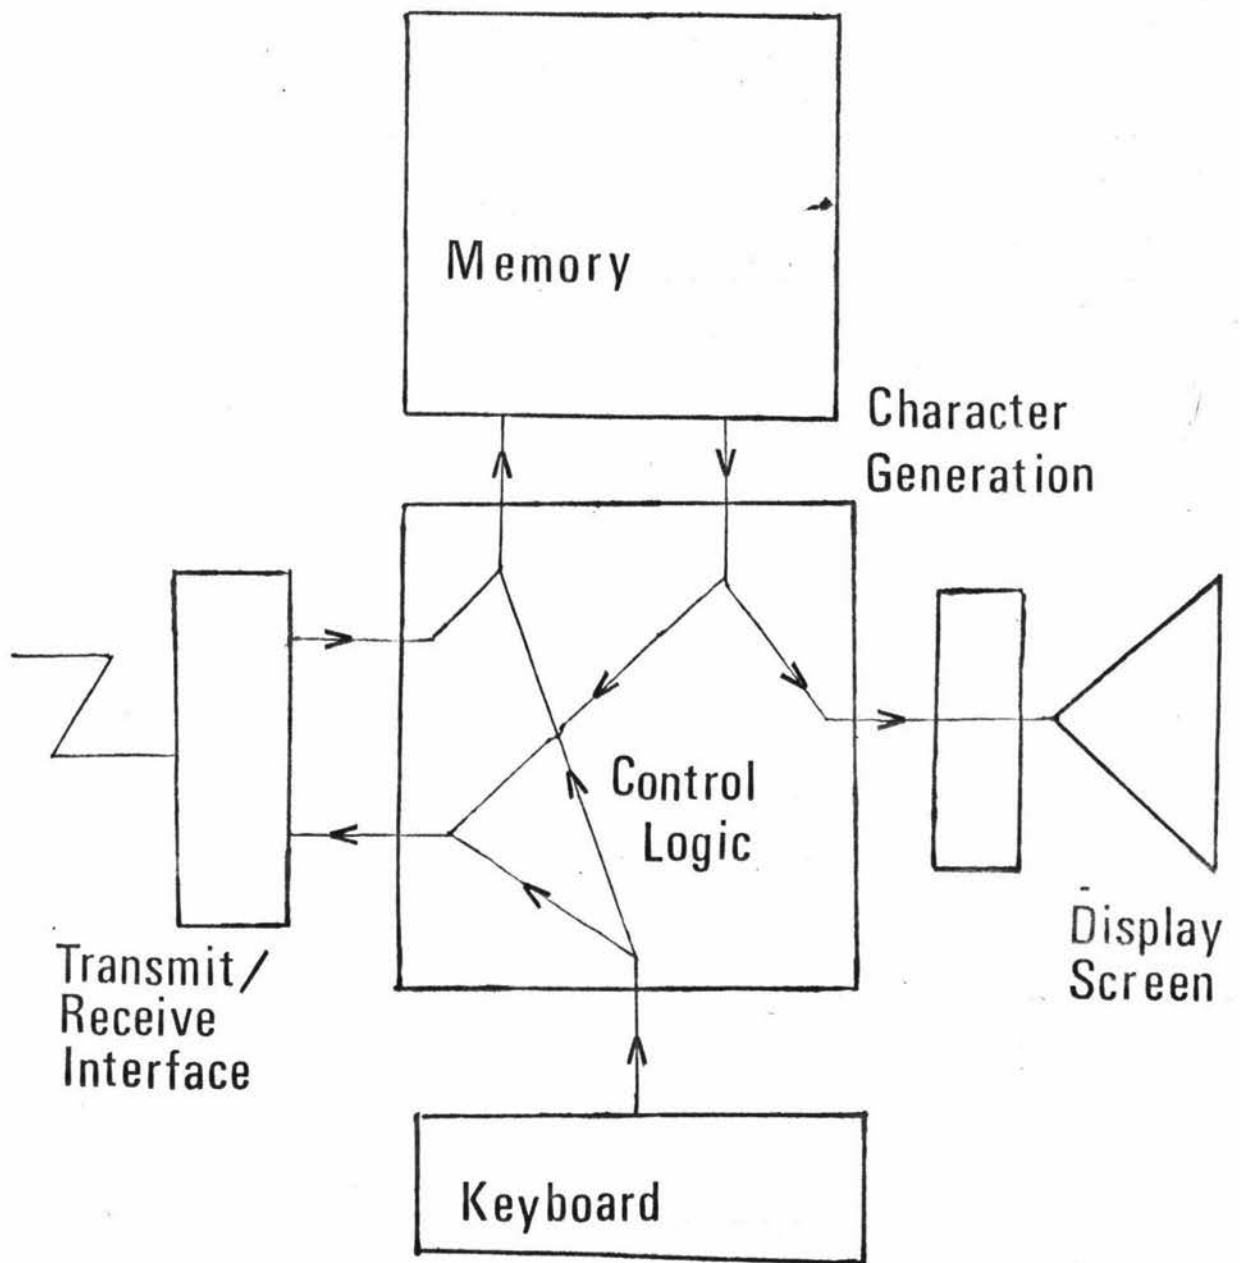 Memory
Character
Generation
Control
Logic
Transmit/
Receive
Interface
Display
Screen
Keyboard